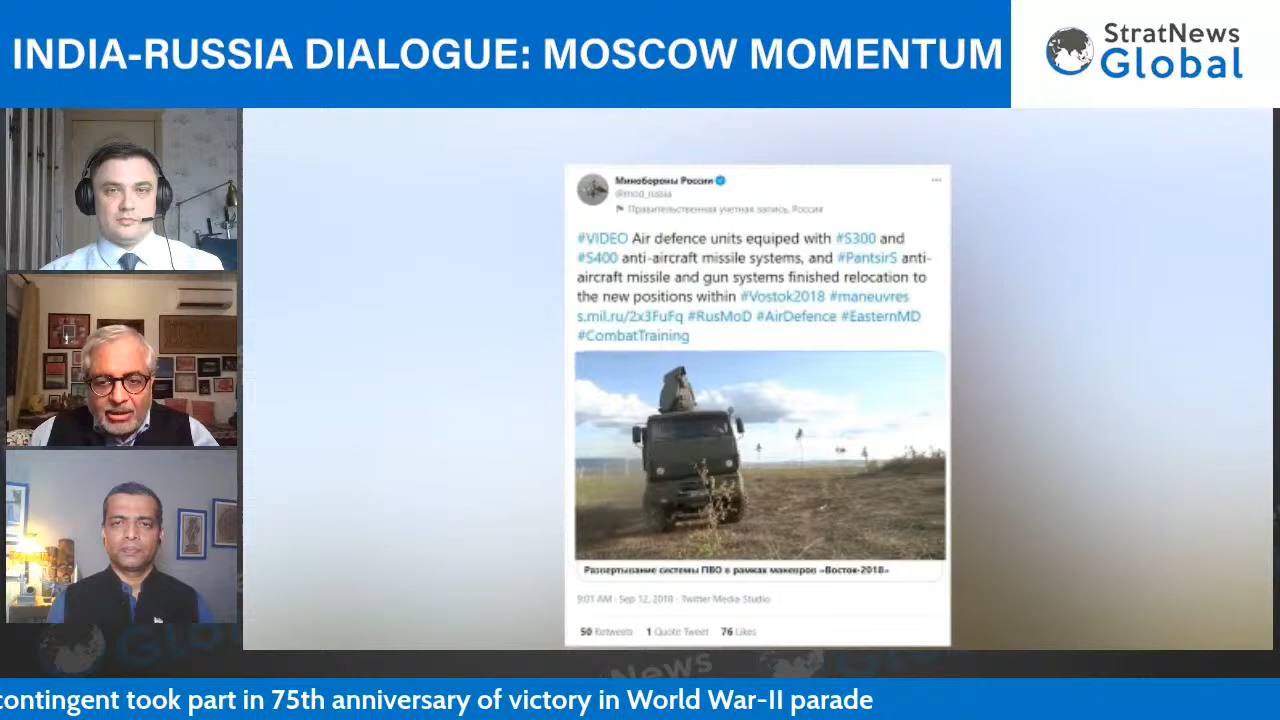 INDIA-RUSSIA DIALOGUE: MOSCOW MOMENTUM
StratNews
Global
Минобороны России
@mod_russia
Правительственная учетная запись, Россия
#VIDEO Air defence units equiped with #S300 and
#S400 anti-aircraft missile systems, and #PantsirS anti-
aircraft missile and gun systems finished relocation to
the new positions within #Vostok2018 #maneuvres
s.mil.ru/2x3FuFq #RusMoD #AirDefence #EasternMD
#CombatTraining
Развертывание системы ПВО в рамках маневров «Восток-2018»
9:01 AM · Sep 12, 2018 · Twitter Media Studio
50 Retweets 1 Quote Tweet 76 Likes
Global
News
contingent took part in 75th anniversary of victory in World War-II parade